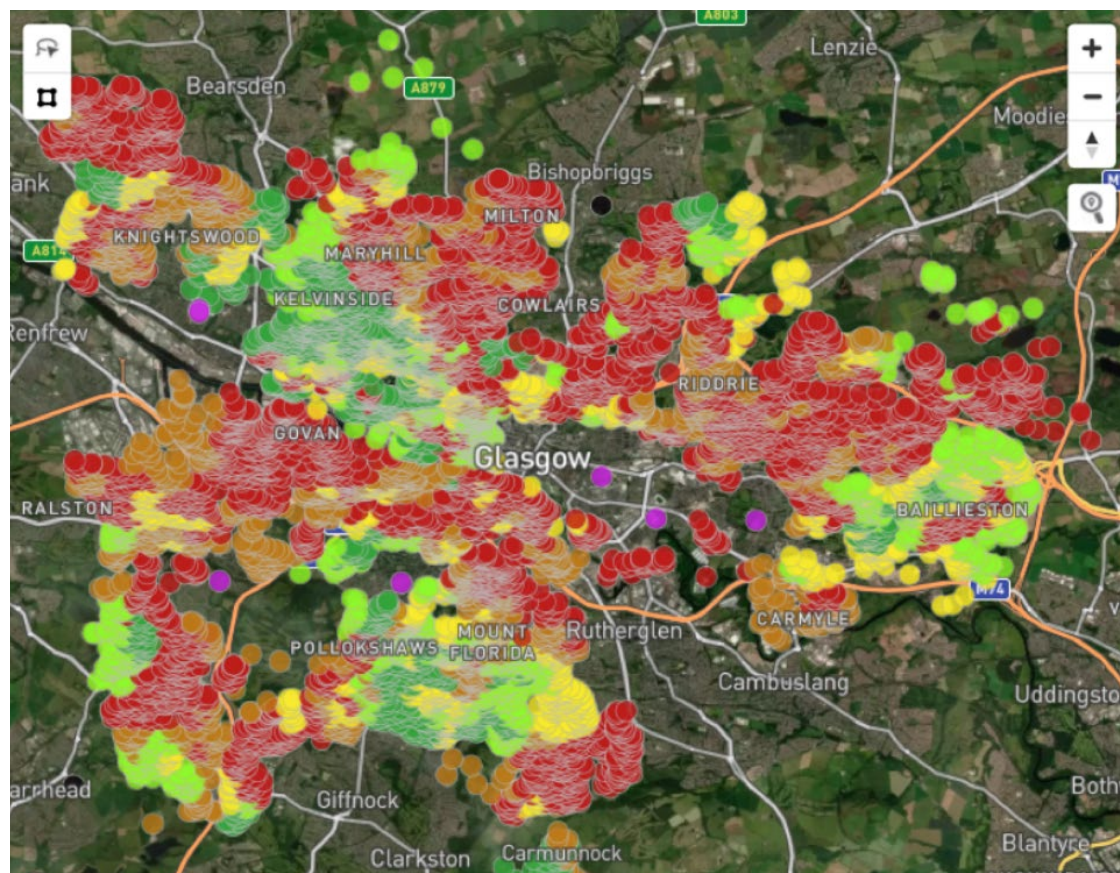 A803
Lenzie
Bearsden
A879
Moodie
Bishopbriggs
ank
M
MILTON
KNIGHTSWOOD
A814
MARYHILL
KELVINSIDE
COWLAIRS
Renfrew
RIDDRIE
GOVAN
Glasgow
RALSTON
BAILLIESTON
M74
CARMYLE
MOUNT
FLORIDA
Rutherglen
POLLOKSHAWS
Cambuslang
Uddingsto
arrhead
Giffnock
Both
Blantyre
Clarkston
Carmunnock